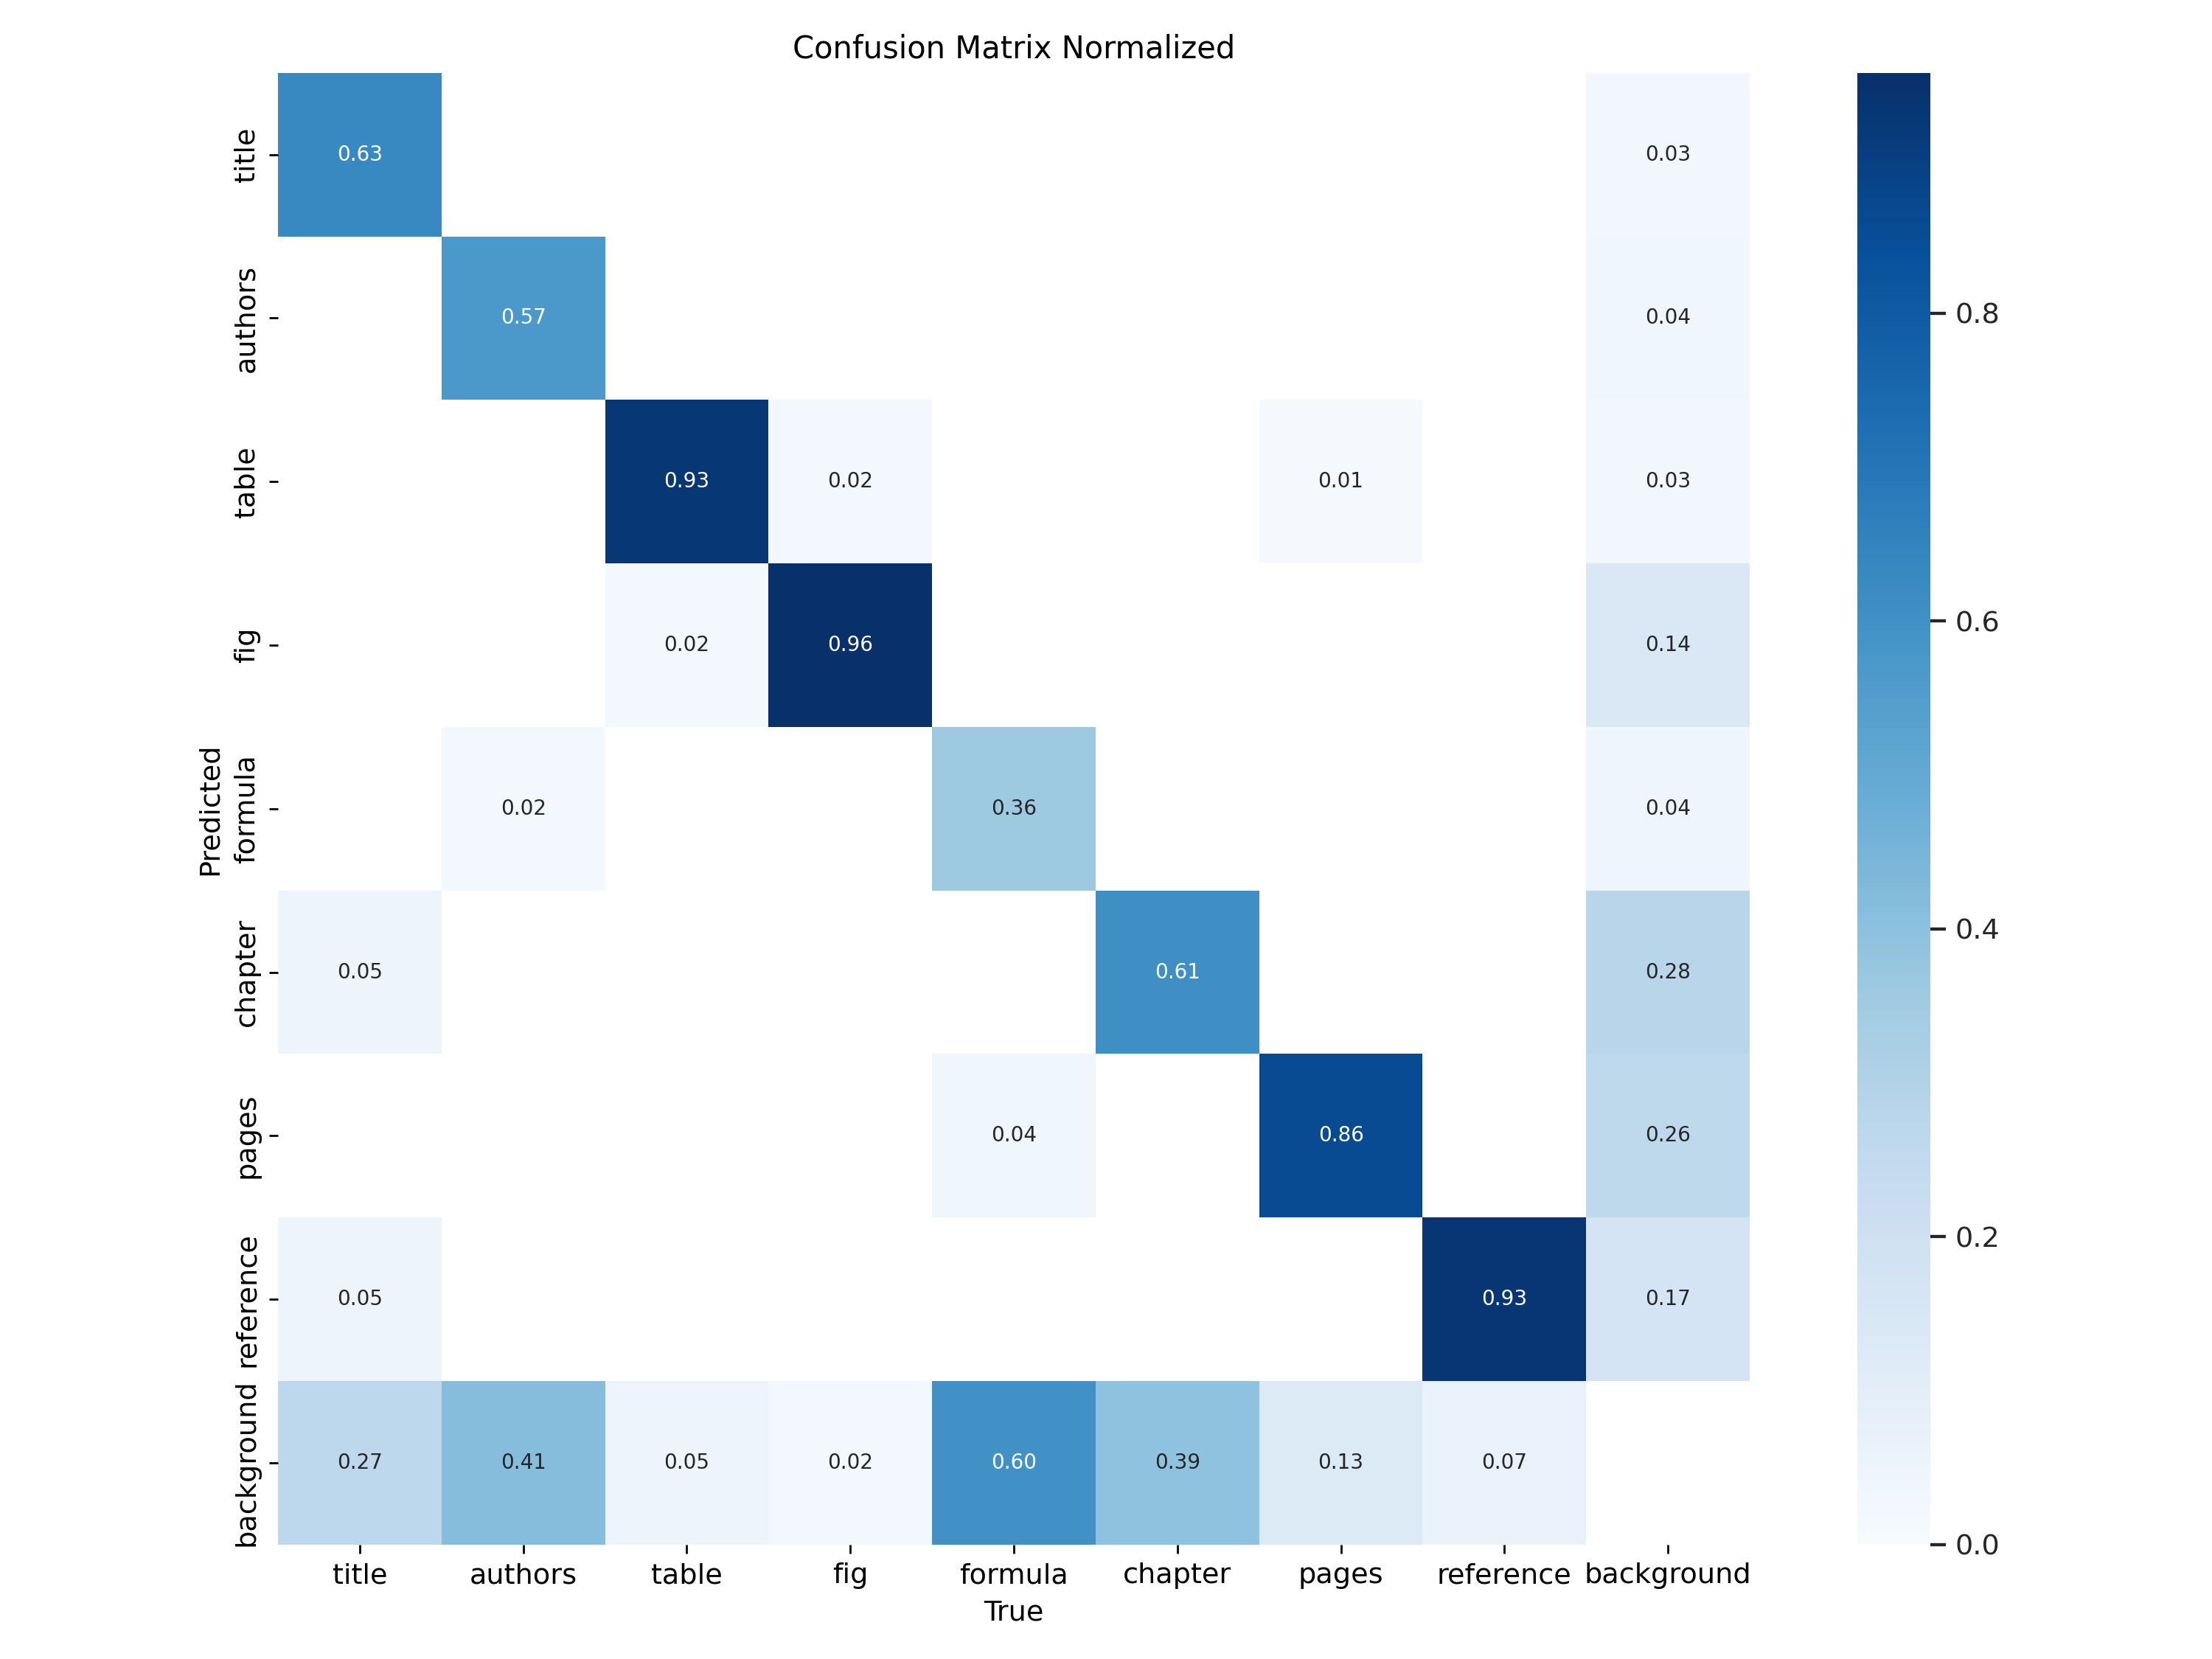 Confusion Matrix Normalized
title 0.63 0.03
authors 0.57 0.04
table 0.93 0.02 0.01 0.03
fig 0.02 0.96 0.14
formula 0.02 0.36 0.04
chapter 0.05 0.61 0.28
pages 0.04 0.86 0.26
reference 0.05 0.93 0.17
background 0.27 0.41 0.05 0.02 0.60 0.39 0.13 0.07
Predicted
title authors table fig formula chapter pages reference background
True
0.8
0.6
0.4
0.2
0.0